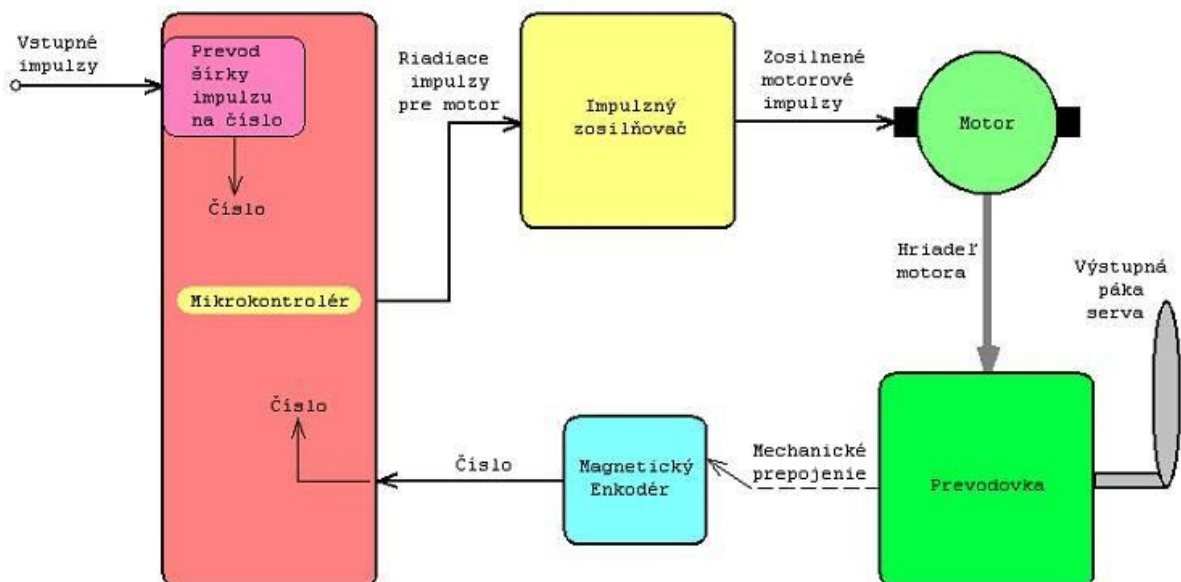 Vstupné
impulzy
Prevod
šírky
impulzu
na číslo
Číslo
Mikrokontrolér
Riadiace
impulzy
pre motor
Impulzný
zosilňovač
Zosilnené
motorové
impulzy
Motor
Hriadeľ
motora
Výstupná
páka
serva
Prevodovka
Mechanické
prepojenie
Magnetický
Enkodér
Číslo
Číslo